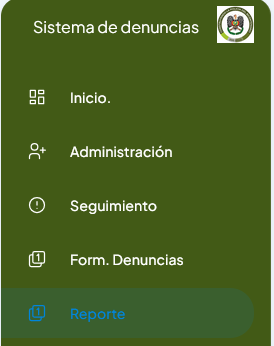 Sistema de denuncias
Inicio.
Administración
Seguimiento
Form. Denuncias
Reporte